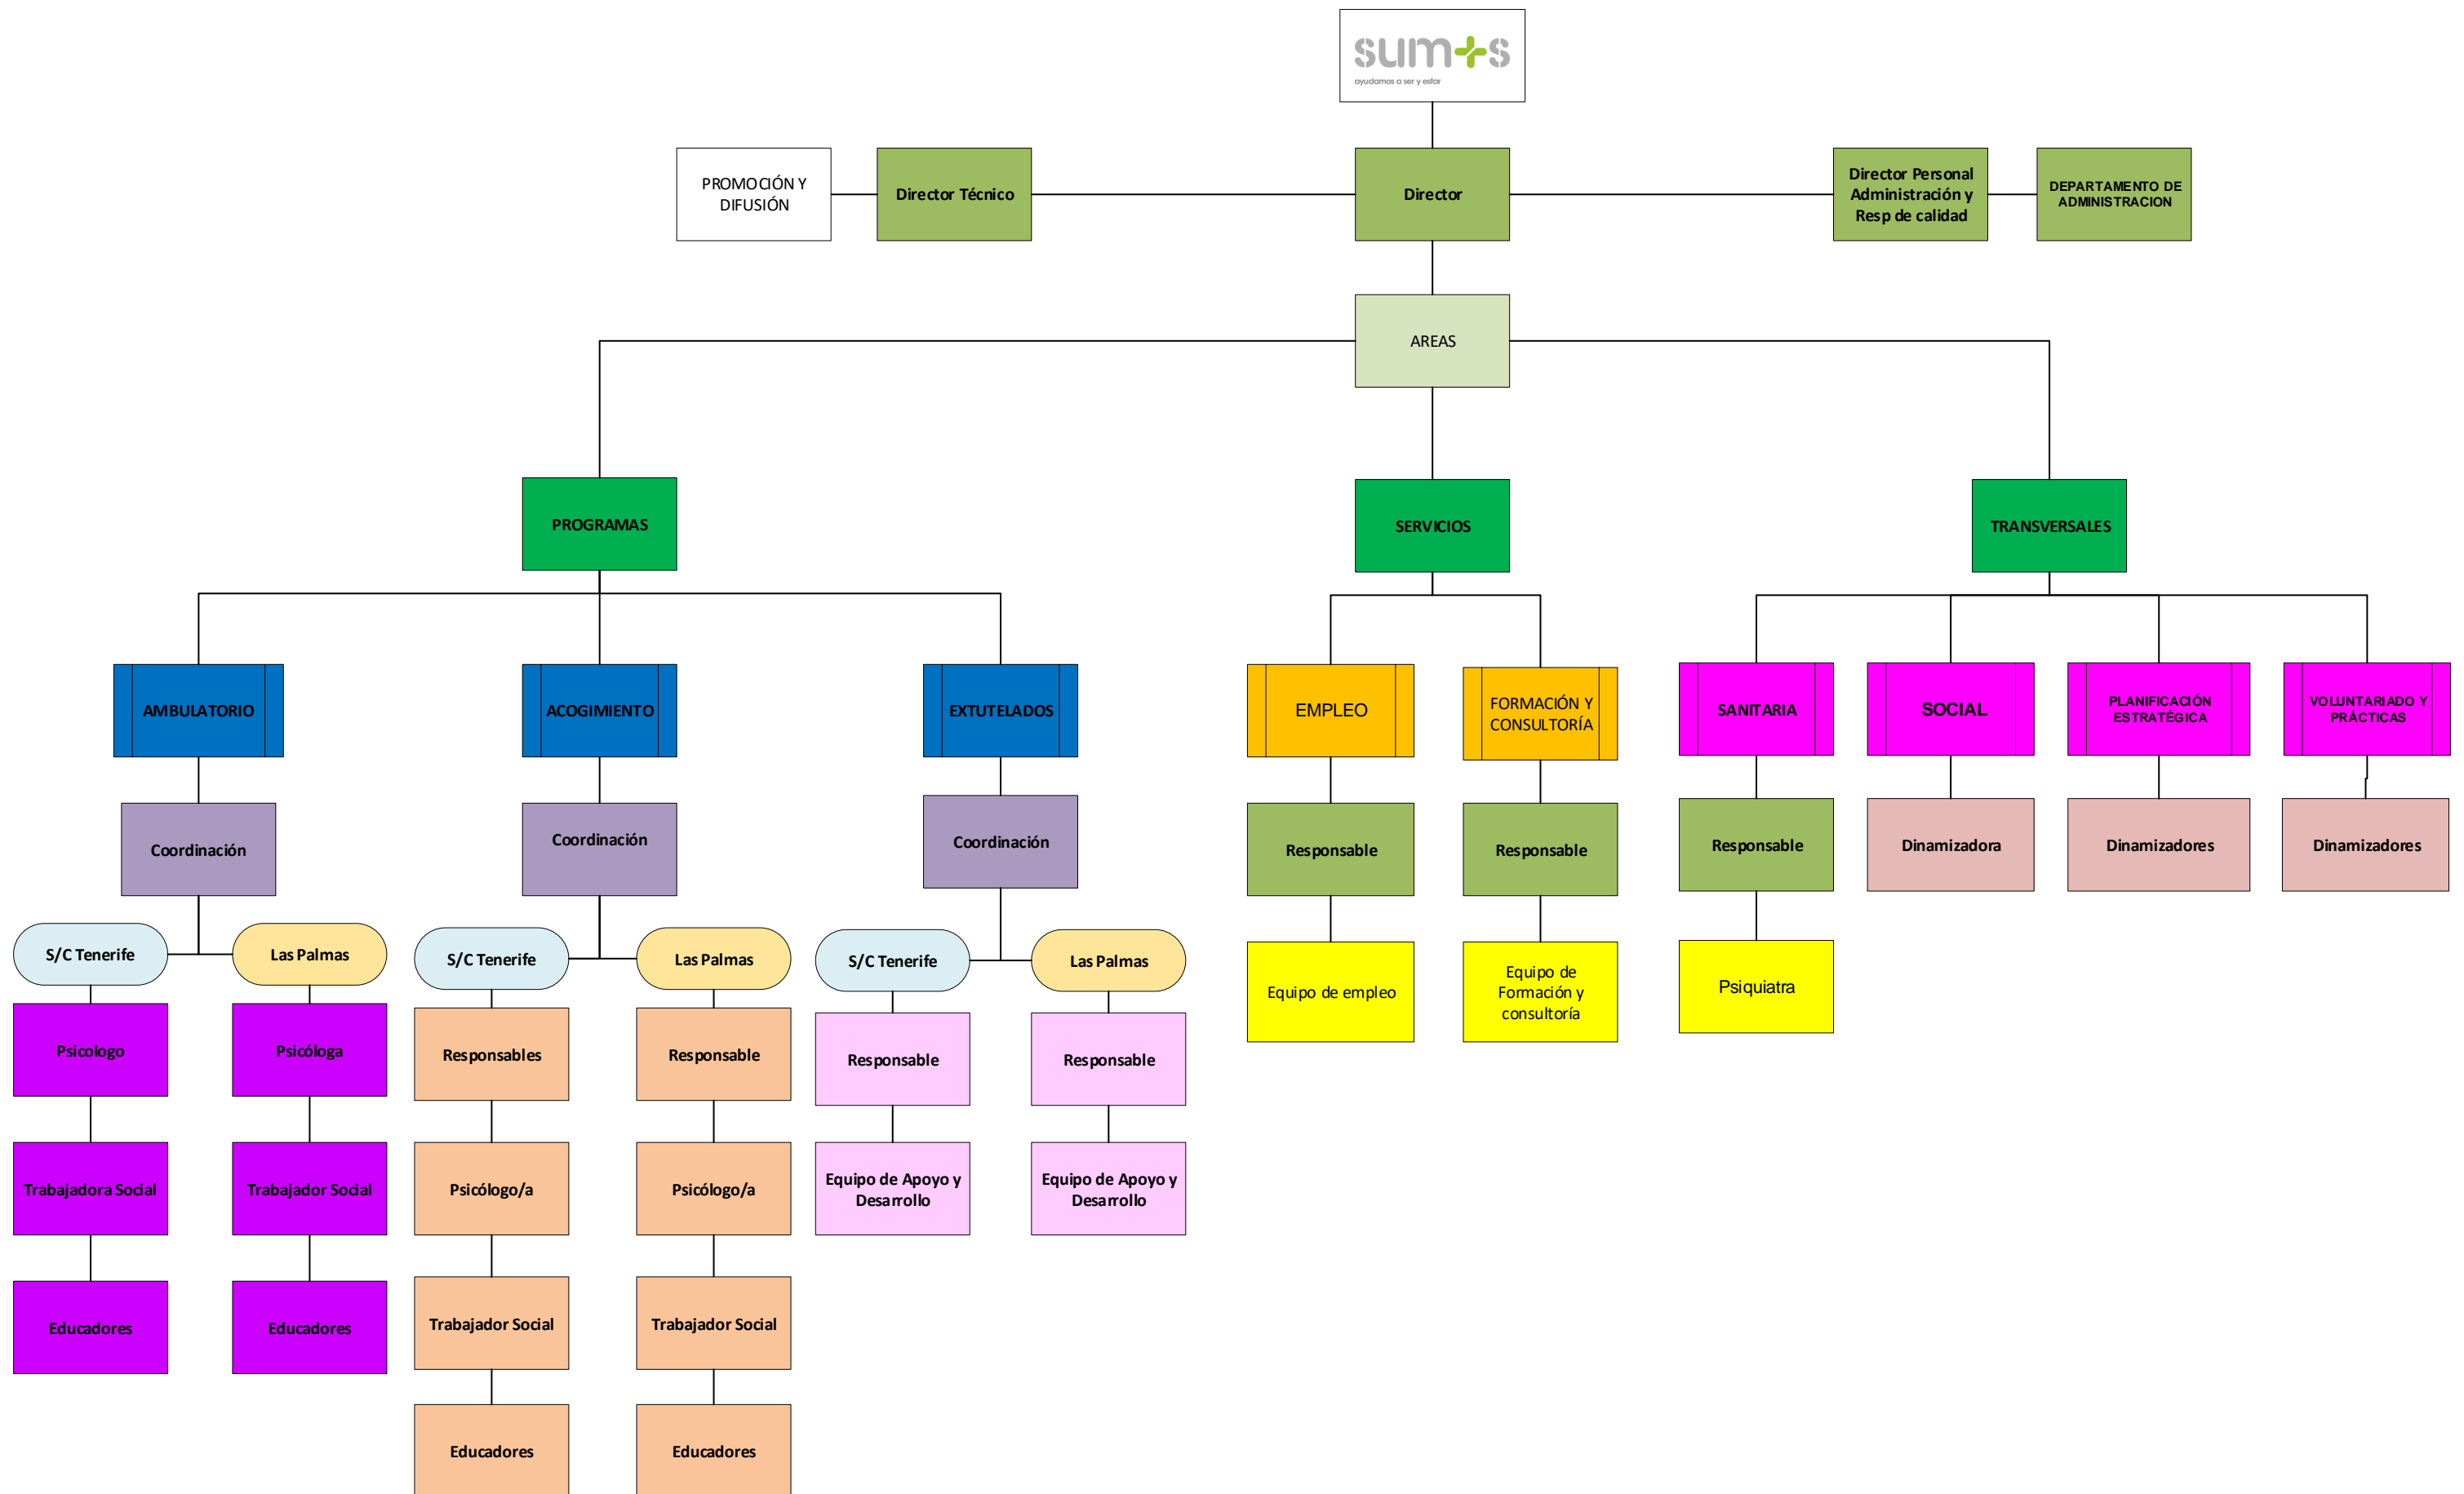 sum+s
ayudamos a ser y estar
PROMOCIÓN Y
DIFUSIÓN
Director Técnico
Director
Director Personal
Administración y
Resp de calidad
DEPARTAMENTO DE
ADMINISTRACION
AREAS
PROGRAMAS
SERVICIOS
TRANSVERSALES
AMBULATORIO
ACOGIMIENTO
EXTUTELADOS
EMPLEO
FORMACIÓN Y
CONSULTORÍA
SANITARIA
SOCIAL
PLANIFICACIÓN
ESTRATÉGICA
VOLUNTARIADO Y
PRÁCTICAS
Coordinación
Coordinación
Coordinación
Responsable
Responsable
Responsable
Dinamizadora
Dinamizadores
Dinamizadores
S/C Tenerife
Las Palmas
S/C Tenerife
Las Palmas
S/C Tenerife
Las Palmas
Equipo de empleo
Equipo de
Formación y
consultoría
Psiquiatra
Psicologo
Psicóloga
Responsables
Responsable
Responsable
Responsable
Trabajadora Social
Trabajador Social
Psicólogo/a
Psicólogo/a
Equipo de Apoyo y
Desarrollo
Equipo de Apoyo y
Desarrollo
Educadores
Educadores
Trabajador Social
Trabajador Social
Educadores
Educadores